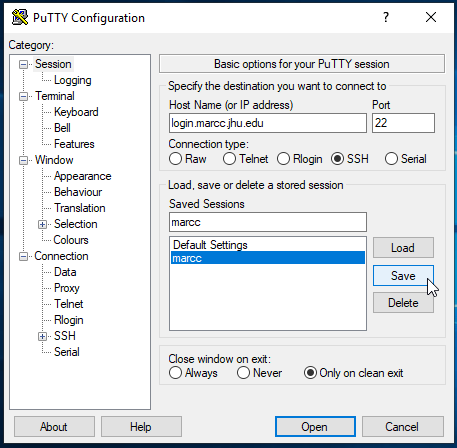 PuTTY Configuration
Category:
Session
Logging
Terminal
Keyboard
Bell
Features
Window
Appearance
Behaviour
Translation
Selection
Colours
Connection
Data
Proxy
Telnet
Rlogin
SSH
Serial
Basic options for your PuTTY session
Specify the destination you want to connect to
Host Name (or IP address) Port
login.marcc.jhu.edu 22
Connection type:
Raw Telnet Rlogin SSH Serial
Load, save or delete a stored session
Saved Sessions
marcc
Default Settings
marcc
Load
Save
Delete
Close window on exit:
Always Never Only on clean exit
About Help Open Cancel